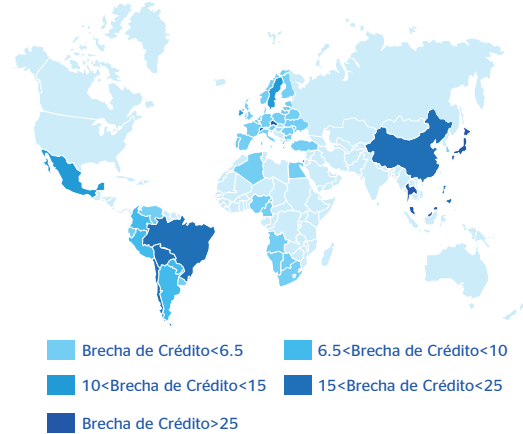 Brecha de Crédito<6.5
6.5<Brecha de Crédito<10
10<Brecha de Crédito<15
15<Brecha de Crédito<25
Brecha de Crédito>25